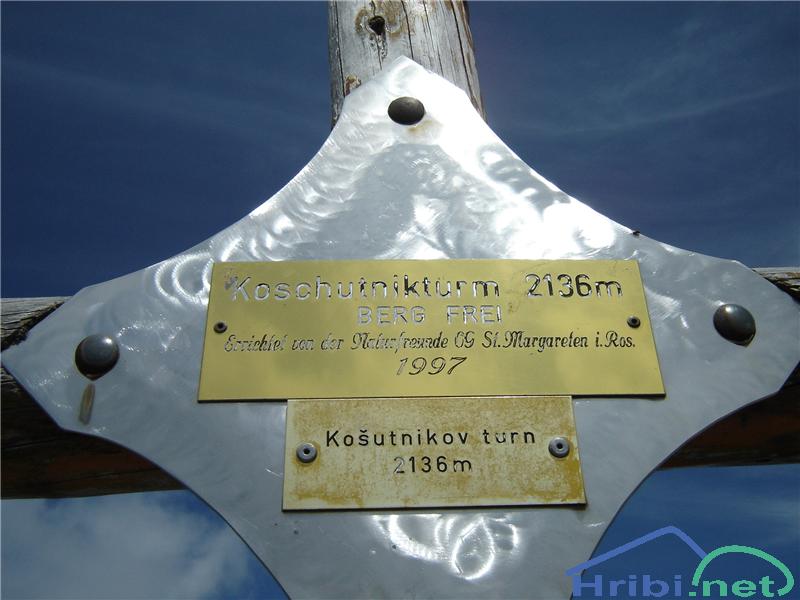 Koschutnikturm 2136m
BERG FREI
Errichtet von der Naturfreunde OG St.Margareten i.Ros.
1997
Košutnikov turn
2136m
Hribi.net